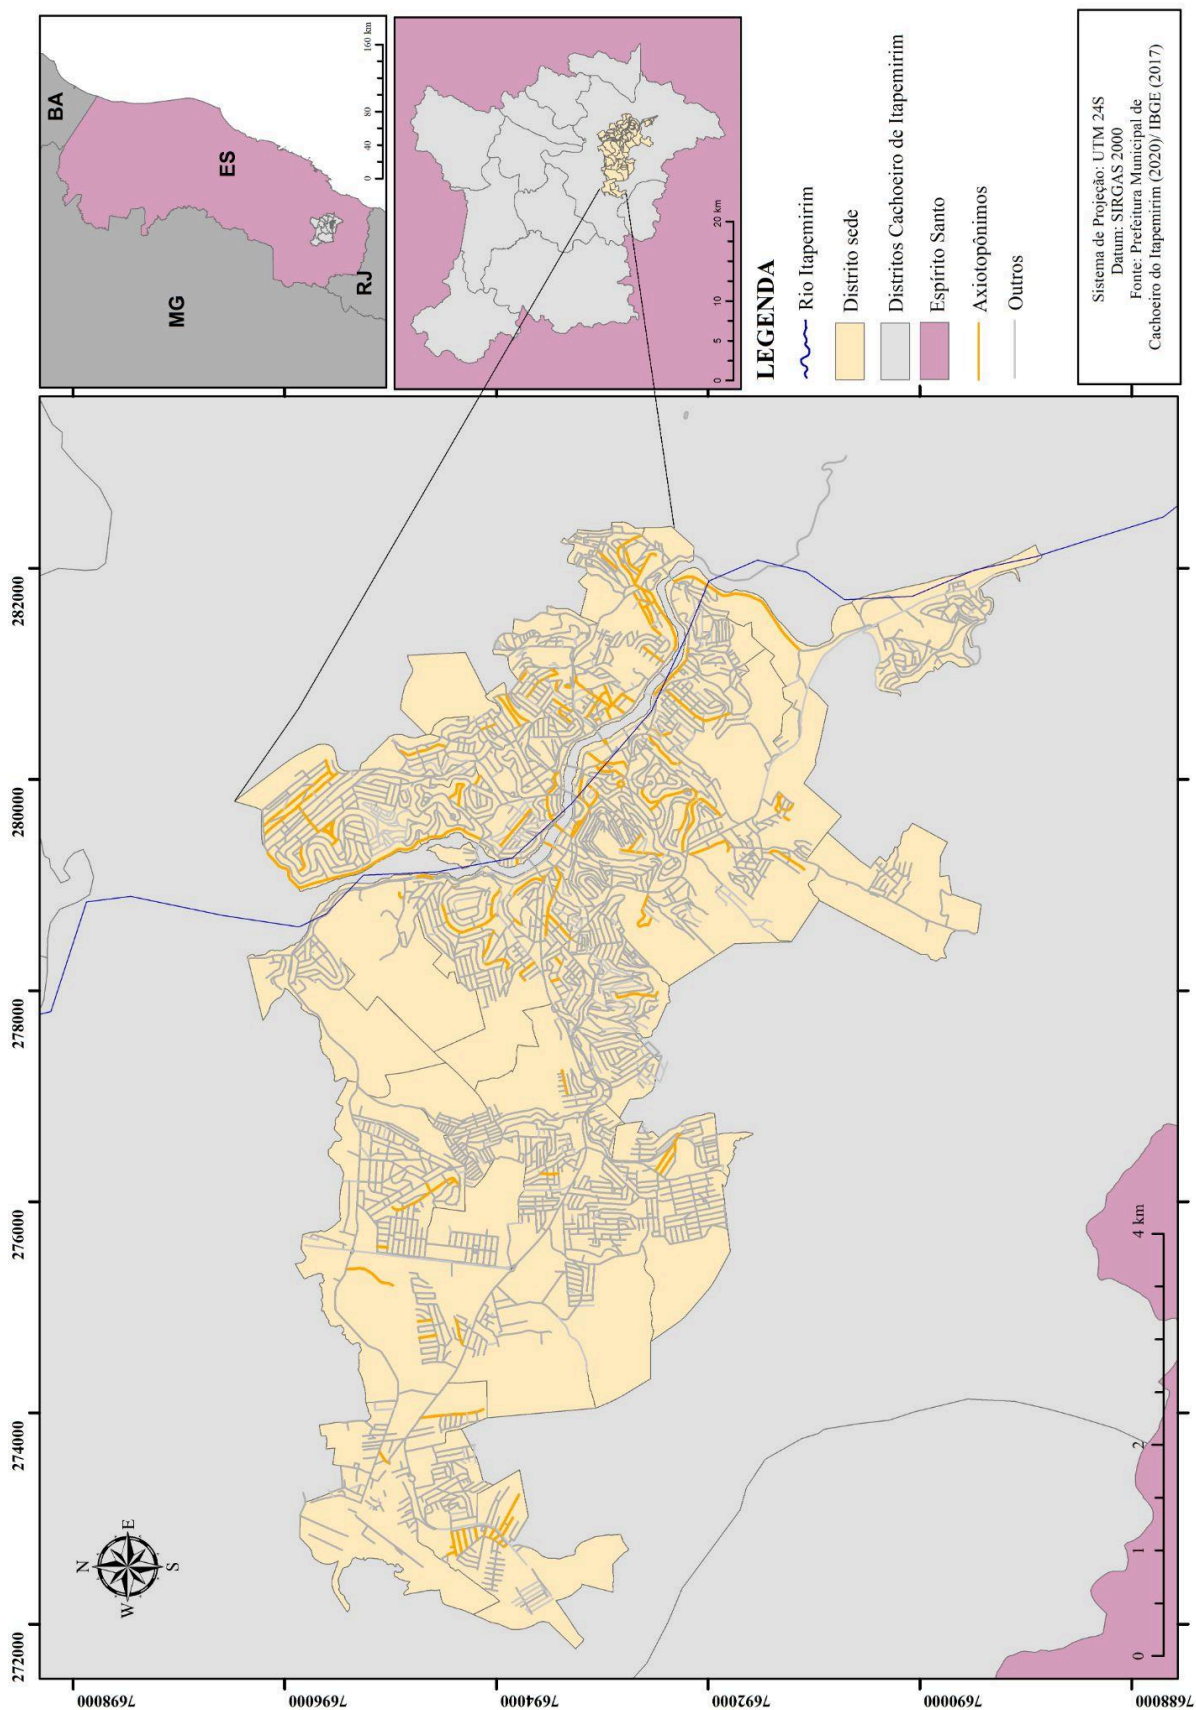 272000
274000
276000
278000
280000
282000
7698000
7696000
7694000
7692000
7690000
7688000
N
W
E
S
0
1
2
4 km
MG
BA
ES
RJ
0
40
80
160 km
0
5
10
20 km
LEGENDA
Rio Itapemirim
Distrito sede
Distritos Cachoeiro de Itapemirim
Espírito Santo
Axiotopônimos
Outros
Sistema de Projeção: UTM 24S
Datum: SIRGAS 2000
Fonte: Prefeitura Municipal de
Cachoeiro do Itapemirim (2020)/ IBGE (2017)